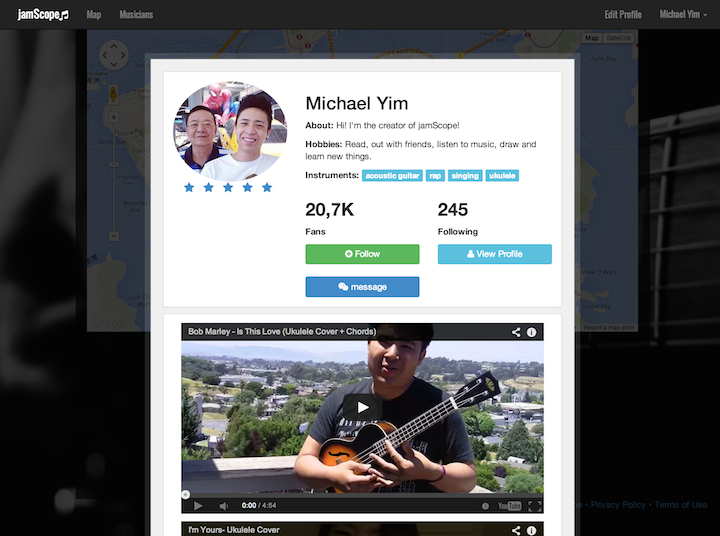 jamScope
Map
Musicians
Edit Profile
Michael Yim
Map
Satellite
Michael Yim
About: Hi! I'm the creator of jamScope!
Hobbies: Read, out with friends, listen to music, draw and
learn new things.
Instruments: acoustic guitar rap singing ukulele
20,7K
245
Fans
Following
Follow
View Profile
message
Report a map error
Bob Marley - Is This Love (Ukulele Cover + Chords)
0:00 / 4:54
YouTube
Privacy Policy • Terms of Use
I'm Yours- Ukulele Cover